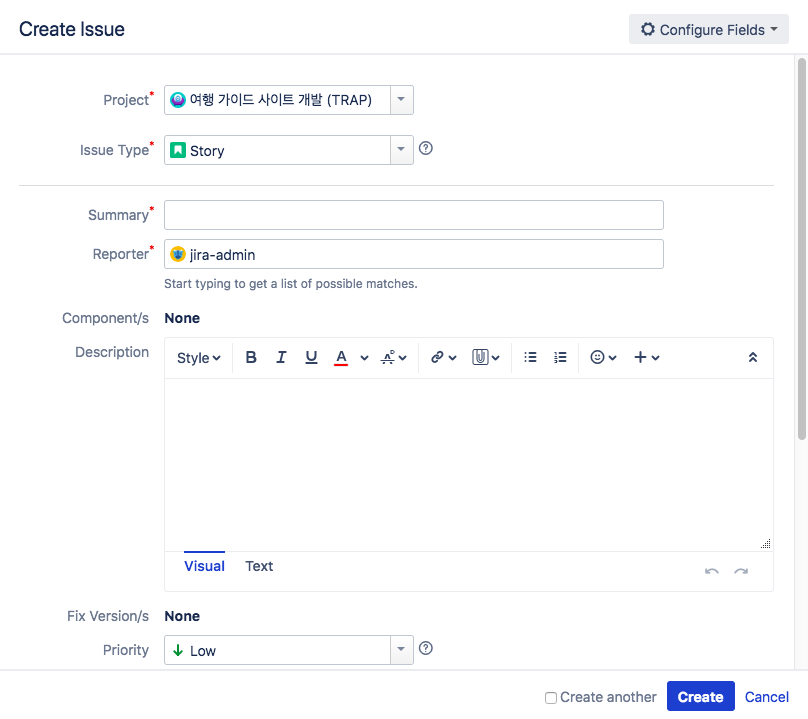 Create Issue
Configure Fields
Project*
여행 가이드 사이트 개발 (TRAP)
Issue Type*
Story
Summary*
Reporter*
jira-admin
Start typing to get a list of possible matches.
Component/s
None
Description
Style
B I U A
Visual
Text
Fix Version/s
None
Priority
Low
Create another
Create
Cancel